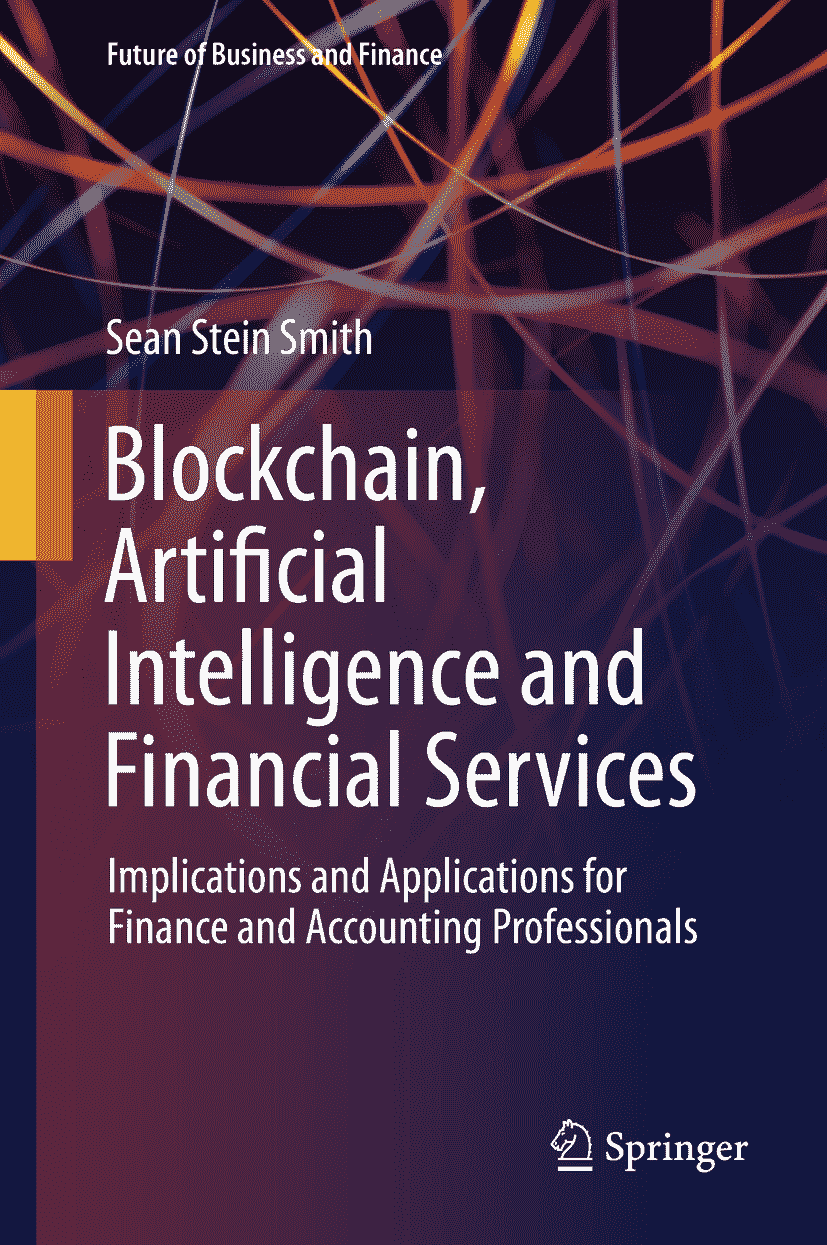 Future of Business and Finance
Sean Stein Smith
Blockchain,
Artificial
Intelligence and
Financial Services
Implications and Applications for
Finance and Accounting Professionals
Springer